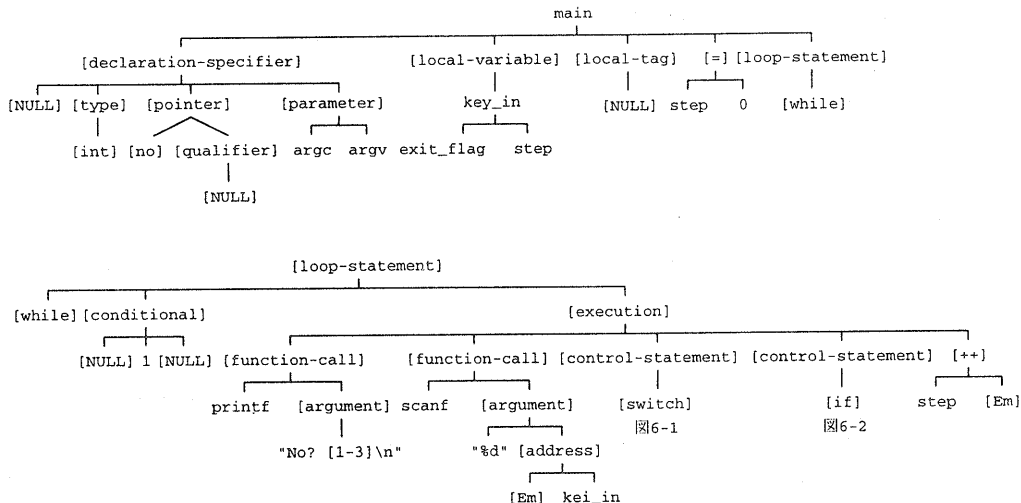 main
[declaration-specifier] [local-variable] [local-tag] [=] [loop-statement]
[NULL] [type] [pointer] [parameter] key_in [NULL] step 0 [while]
[int] [no] [qualifier] argc argv exit_flag step
[NULL]
[loop-statement]
[while] [conditional] [execution]
[NULL] 1 [NULL] [function-call] [function-call] [control-statement] [control-statement] [++]
printf [argument] scanf [argument] [switch] [if] step [Em]
"No? [1-3}\n" "%d" [address] 図6-1 図6-2
[Em] kei_in